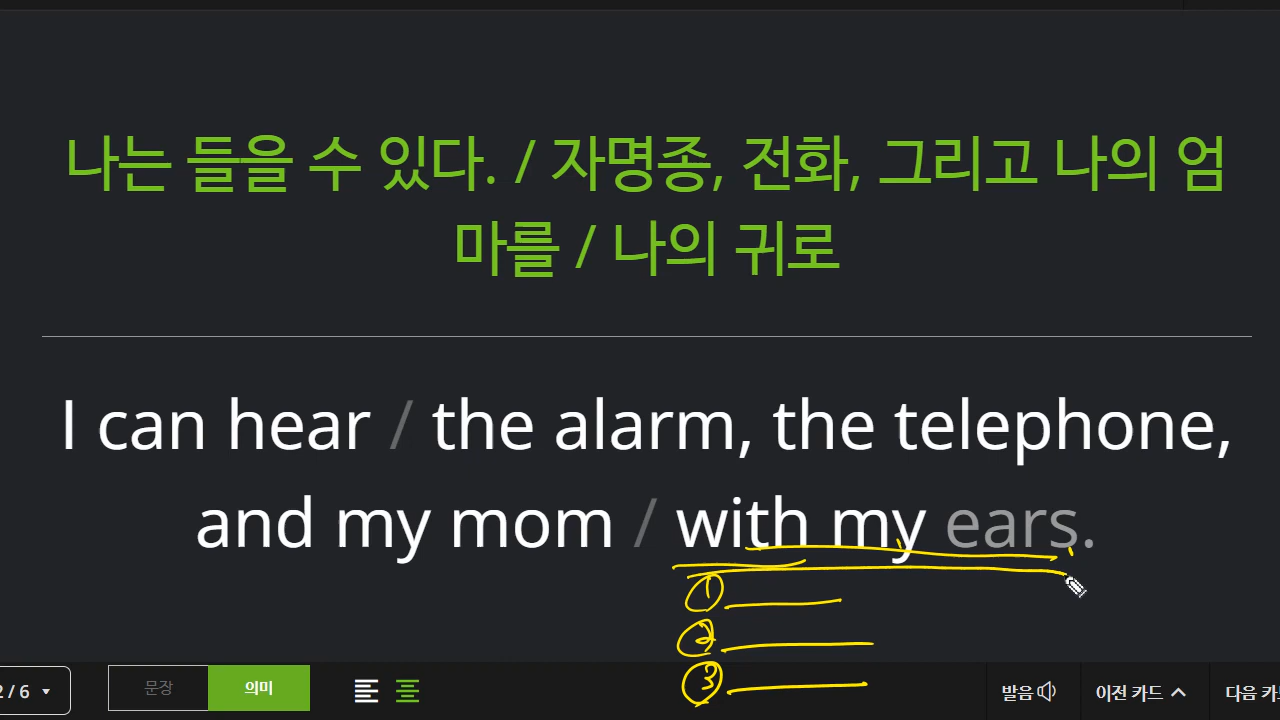 나는 들을 수 있다. / 자명종, 전화, 그리고 나의 엄
마를 / 나의 귀로
I can hear / the alarm, the telephone,
and my mom / with my ears.
①
②
③
2 / 6
문장
의미
발음
이전 카드
다음 카